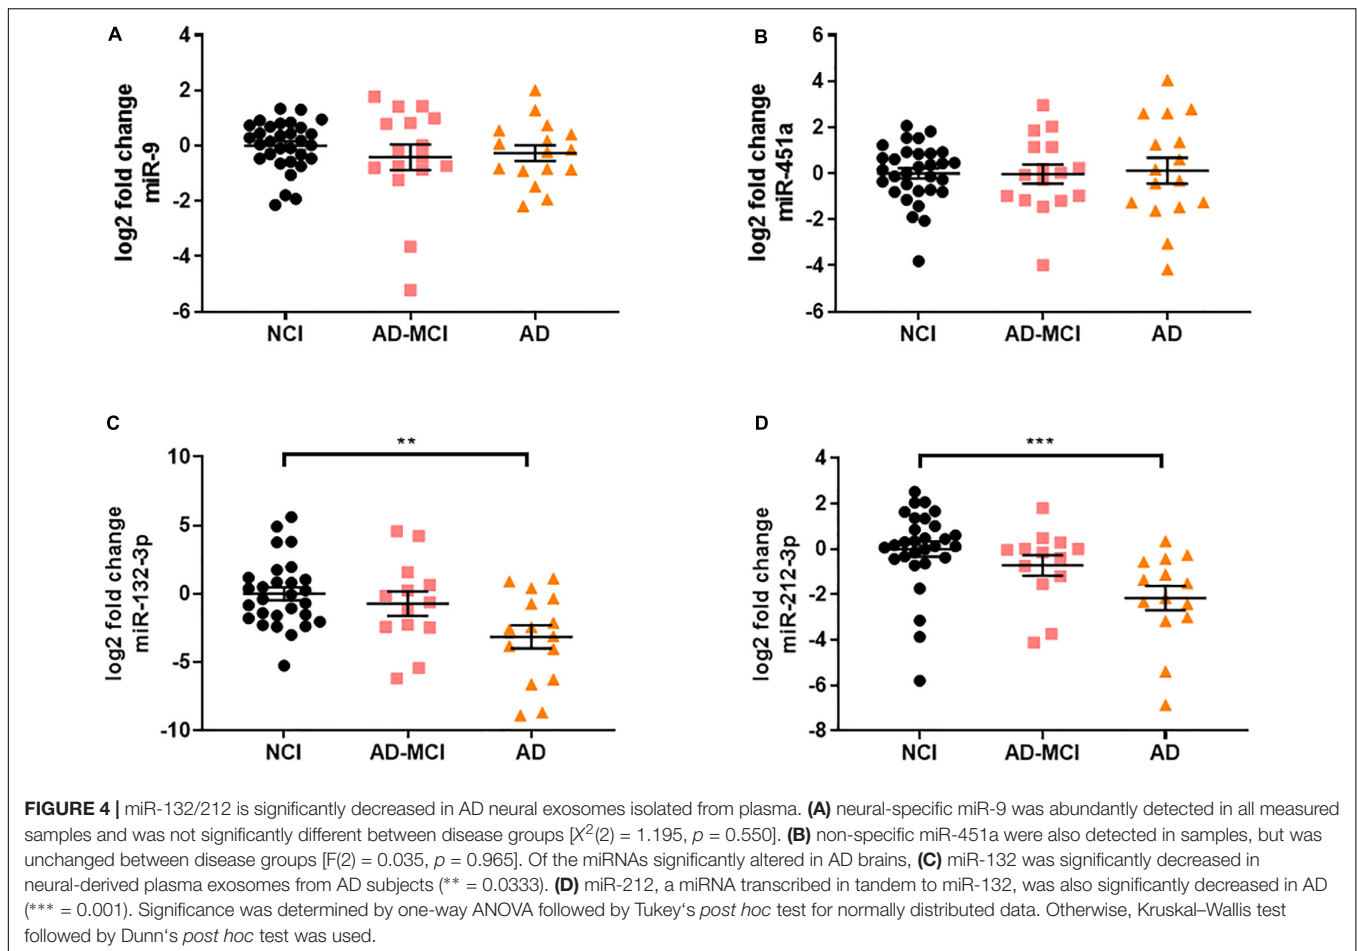 A
4
2
0
-2
-4
-6
log2 fold change
miR-9
NCI AD-MCI AD
B
6
4
2
0
-2
-4
-6
log2 fold change
miR-451a
NCI AD-MCI AD
C
**
10
5
0
-5
-10
log2 fold change
miR-132-3p
NCI AD-MCI AD
D
***
4
2
0
-2
-4
-6
-8
log2 fold change
miR-212-3p
NCI AD-MCI AD
FIGURE 4 | miR-132/212 is significantly decreased in AD neural exosomes isolated from plasma. (A) neural-specific miR-9 was abundantly detected in all measured
samples and was not significantly different between disease groups [X²(2) = 1.195, p = 0.550]. (B) non-specific miR-451a were also detected in samples, but was
unchanged between disease groups [F(2) = 0.035, p = 0.965]. Of the miRNAs significantly altered in AD brains, (C) miR-132 was significantly decreased in
neural-derived plasma exosomes from AD subjects (** = 0.0333). (D) miR-212, a miRNA transcribed in tandem to miR-132, was also significantly decreased in AD
(*** = 0.001). Significance was determined by one-way ANOVA followed by Tukey‘s post hoc test for normally distributed data. Otherwise, Kruskal–Wallis test
followed by Dunn‘s post hoc test was used.